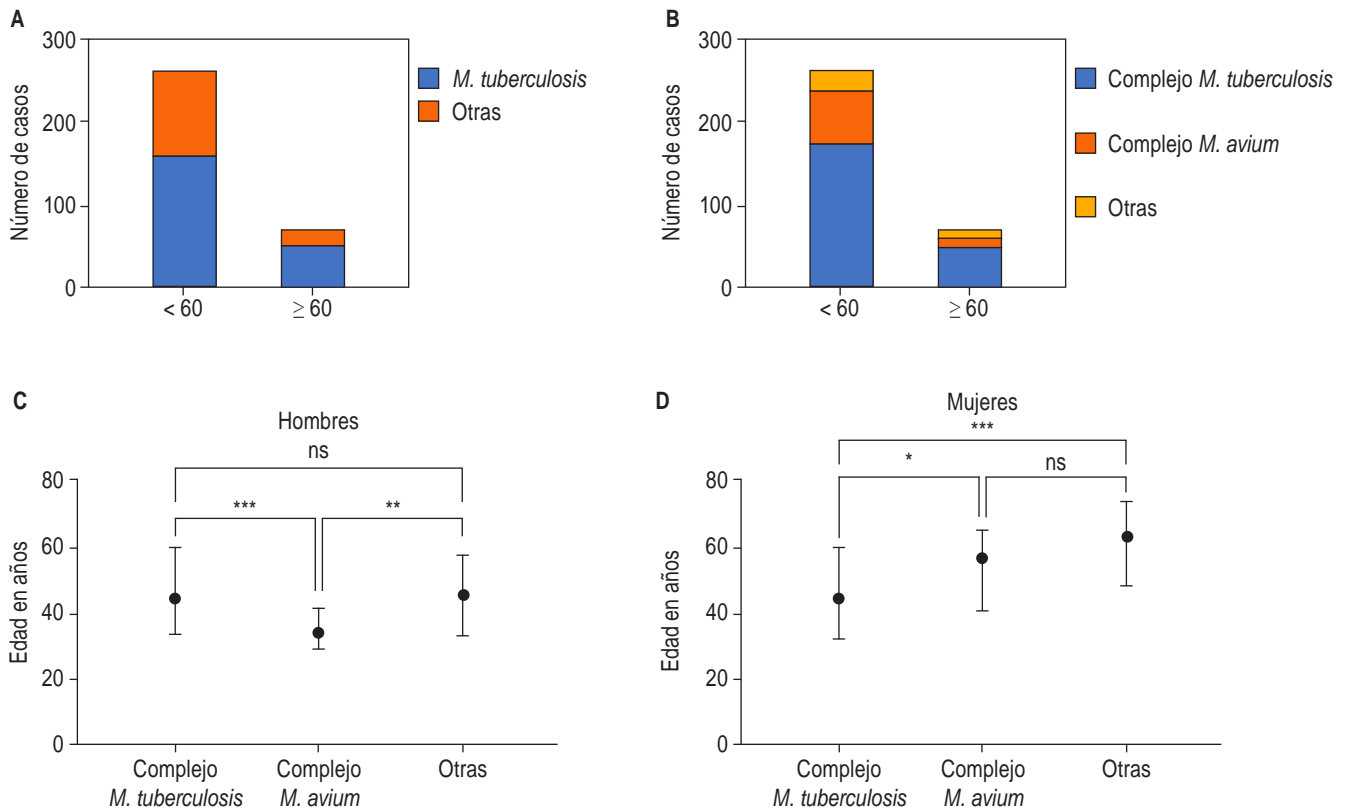 A
Número de casos
300
200
100
0
< 60
≥ 60
M. tuberculosis
Otras
B
Número de casos
300
200
100
0
< 60
≥ 60
Complejo M. tuberculosis
Complejo M. avium
Otras
C
Hombres
ns
***
**
Edad en años
80
60
40
20
0
Complejo
M. tuberculosis
Complejo
M. avium
Otras
D
Mujeres
***
*
ns
Edad en años
80
60
40
20
0
Complejo
M. tuberculosis
Complejo
M. avium
Otras